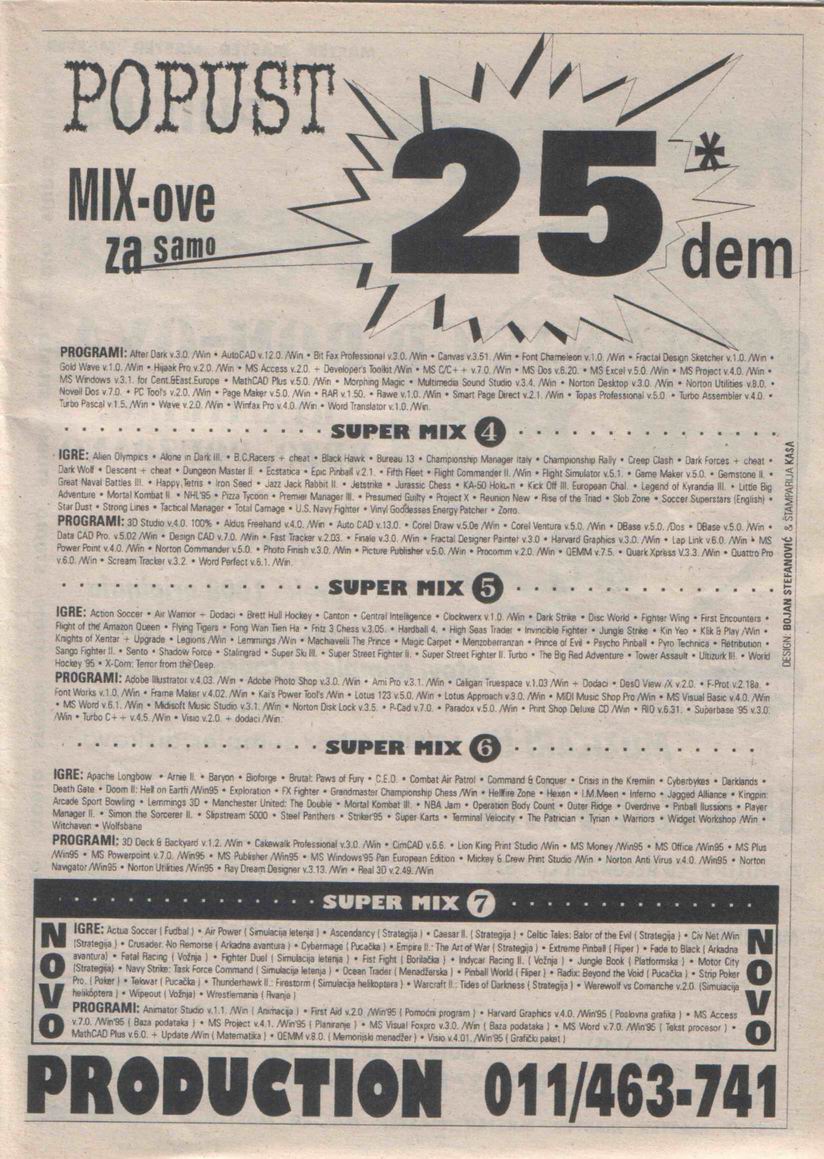 POPUST
MIX-ove
za samo
25*
dem
PROGRAMI: After Dark v.3.0. /Win • AutoCAD v.12.0. /Win • Bit Fax Professional v.3.0. /Win • Canvas v.3.51. /Win • Font Chameleon v.1.0. /Win • Fractal Design Sketcher v.1.0. /Win •
Gold Wave v.1.0. /Win • Hijaak Pro v.2.0. /Win • MS Access v.2.0. + Developer's Toolkit /Win • MS C/C++ v.7.0. /Win • MS Dos v.6.20. • MS Excel v.5.0. /Win • MS Project v.4.0. /Win •
MS Windows v.3.1. for Cent.&East.Europe • MathCAD Plus v.5.0. /Win • Morphing Magic • Multimedia Sound Studio v.3.4. /Win • Norton Desktop v.3.0. /Win • Norton Utilities v.8.0. •
Novell Dos v.7.0. • PC Tool's v.2.0. /Win • Page Maker v.5.0. /Win • RAR v.1.50. • Rawe v.1.0. /Win • Smart Page Direct v.2.1. /Win • Topas Professional v.5.0. • Turbo Assembler v.4.0. •
Turbo Pascal v.1.5. /Win • Wave v.2.0. /Win • Winfax Pro v.4.0. /Win • Word Translator v.1.0. /Win.
SUPER MIX 4
IGRE: Alien Olympics • Alone in Dark III. • B.C.Racers + cheat • Black Hawk • Bureau 13 • Championship Manager Italy • Championship Rally • Creep Clash • Dark Forces + cheat •
Dark Wolf • Descent + cheat • Dungeon Master II. • Ecstatica • Epic Pinball v.2.1. • Fifth Fleet • Flight Commander II. /Win • Flight Simulator v.5.1. • Game Maker v.5.0. • Gemstone II. •
Great Naval Battles III. • Happy Tetris • Iron Seed • Jazz Jack Rabbit II. • Jetstrike • Jurassic Chess • KA-50 Hokum • Kick Off III. European Chal. • Legend of Kyrandia III. • Little Big
Adventure • Mortal Kombat II. • NHL'95 • Pizza Tycoon • Premier Manager III. • Presumed Guilty • Project X • Reunion New • Rise of the Triad • Slob Zone • Soccer Superstars (English) •
Star Dust • Strong Lines • Tactical Manager • Total Carnage • U.S. Navy Fighter • Vinyl Goddesses Energy Patcher • Zorro.
PROGRAMI: 3D Studio v.4.0. 100% • Aldus Freehand v.4.0. /Win • Auto CAD v.13.0. • Corel Draw v.5.0e /Win • Corel Ventura v.5.0. /Win • DBase v.5.0. /Dos • DBase v.5.0. /Win •
Data CAD Pro. v.5.02 /Win • Design CAD v.7.0. /Win • Fast Tracker v.2.03. • Finale v.3.0. /Win • Fractal Designer Painter v.3.0 • Harvard Graphics v.3.0. /Win • Lap Link v.6.0. /Win • MS
Power Point v.4.0. /Win • Norton Commander v.5.0. • Photo Finish v.3.0. /Win • Picture Publisher v.5.0. /Win • Procomm v.2.0. /Win • QEMM v.7.5. • Quark Xpress V.3.3. /Win • Quattro Pro
v.6.0. /Win • Scream Tracker v.3.2. • Word Perfect v.6.1. /Win.
SUPER MIX 5
IGRE: Action Soccer • Air Warrior + Dodaci • Brett Hull Hockey • Canton • Central Intelligence • Clockwerx v.1.0. /Win • Dark Strike • Disc World • Fighter Wing • First Encounters •
Flight of the Amazon Queen • Flying Tigers • Fong Wan Tien Ha • Fritz 3 Chess v.3.05. • Hardball 4. • High Seas Trader • Invincible Fighter • Jungle Strike • Kin Yeo • Klik & Play /Win •
Knights of Xentar + Upgrade • Legions /Win • Lemmings /Win • Machiavelli The Prince • Magic Carpet • Menzoberranzan • Prince of Evil • Psycho Pinball • Pyro Technica • Retribution •
Sango Fighter II. • Sento • Shadow Force • Stalingrad • Super Ski III. • Super Street Fighter II. • Super Street Fighter II. Turbo • The Big Red Adventure • Tower Assault • Ultizurk III. • World
Hockey '95 • X-Com: Terror from the Deep.
PROGRAMI: Adobe Illustrator v.4.03. /Win • Adobe Photo Shop v.3.0. /Win • Ami Pro v.3.1. /Win • Caligari Truespace v.1.03 /Win + Dodaci • DesQ View /X v.2.0. • F-Prot v.2.18a. •
Font Works v.1.0. /Win • Frame Maker v.4.02. /Win • Kai's Power Tool's /Win • Lotus 123 v.5.0. /Win • Lotus Approach v.3.0. /Win • MIDI Music Shop Pro /Win • MS Visual Basic v.4.0. /Win
• MS Word v.6.1. /Win • Midisoft Music Studio v.3.1. /Win • Norton Disk Lock v.3.5. • P-Cad v.7.0. • Paradox v.5.0. /Win • Print Shop Deluxe CD /Win • RIO v.6.31. • Superbase '95 v.3.0.
/Win • Turbo C++ v.4.5. /Win • Visio v.2.0. + dodaci /Win.
SUPER MIX 6
IGRE: Apache Longbow • Arnie II. • Baryon • Bioforge • Brutal: Paws of Fury • C.E.O. • Combat Air Patrol • Command & Conquer • Crisis in the Kremlin • Cyberbykes • Darklands •
Death Gate • Doom II: Hell on Earth /Win95 • Exploration • FX Fighter • Grandmaster Championship Chess /Win • Hellfire Zone • Hexen • I.M.Meen • Inferno • Jagged Alliance • Kingpin:
Arcade Sport Bowling • Lemmings 3D • Manchester United: The Double • Mortal Kombat III. • NBA Jam • Operation Body Count • Outer Ridge • Overdrive • Pinball Illussions • Player
Manager II. • Simon the Sorcerer II. • Slipstream 5000 • Steel Panthers • Striker'95 • Super Karts • Terminal Velocity • The Patrician • Tyrian • Warriors • Widget Workshop /Win •
Witchaven • Wolfsbane
PROGRAMI: 3D Deck & Backyard v.1.2. /Win • Cakewalk Professional v.3.0. /Win • CimCAD v.6.6. • Lion King Print Studio /Win • MS Money /Win95 • MS Office /Win95 • MS Plus
/Win95 • MS Powerpoint v.7.0. /Win95 • MS Publisher /Win95 • MS Windows'95 Pan European Edition • Mickey & Crew Print Studio /Win • Norton Anti Virus v.4.0. /Win95 • Norton
Navigator /Win95 • Norton Utilities /Win95 • Ray Dream Designer v.3.13. /Win • Real 3D v.2.49. /Win
SUPER MIX 7
NOVO
IGRE: Actua Soccer ( Fudbal ) • Air Power ( Simulacija letenja ) • Ascendancy ( Strategija ) • Caesar II. ( Strategija ) • Celtic Tales: Balor of the Evil ( Strategija ) • Civ Net /Win
(Strategija ) • Crusader: No Remorse ( Arkadna avantura ) • Cybermage ( Pucačka ) • Empire II.: The Art of War ( Strategija ) • Extreme Pinball ( Fliper ) • Fade to Black ( Arkadna
avantura) • Fatal Racing ( Vožnja ) • Fighter Duel ( Simulacija letenja ) • Fist Fight ( Borilačka ) • Indycar Racing II. ( Vožnja ) • Jungle Book ( Platformska ) • Motor City
(Strategija) • Navy Strike: Task Force Command ( Simulacija letenja ) • Ocean Trader ( Menadžerska ) • Pinball World ( Fliper ) • Radix: Beyond the Void ( Pucačka ) • Strip Poker
Pro. ( Poker ) • Tekwar ( Pucačka ) • Thunderhawk II.: Firestorm ( Simulacija helikoptera ) • Warcraft II.: Tides of Darkness ( Strategija ) • Werewolf vs Comanche v.2.0. (Simulacija
helikoptera ) • Wipeout ( Vožnja ) • Wrestlemania ( Rvanje )
PROGRAMI: Animator Studio v.1.1. /Win ( Animacija ) • First Aid v.2.0 /Win'95 ( Pomoćni program ) • Harvard Graphics v.4.0. /Win'95 ( Poslovna grafika ) • MS Access
v.7.0. /Win'95 ( Baza podataka ) • MS Project v.4.1. /Win'95 ( Planiranje ) • MS Visual Foxpro v.3.0. /Win ( Baza podataka ) • MS Word v.7.0. /Win'95 ( Tekst procesor ) •
MathCAD Plus v.6.0. + Update /Win ( Matematika ) • QEMM v.8.0. ( Memorijski menadžer ) • Visio v.4.01. /Win'95 ( Grafički paket )
NOVO
PRODUCTION 011/463-741
DESIGN: BOJAN STEFANOVIĆ & ŠTAMPARIJA KASA